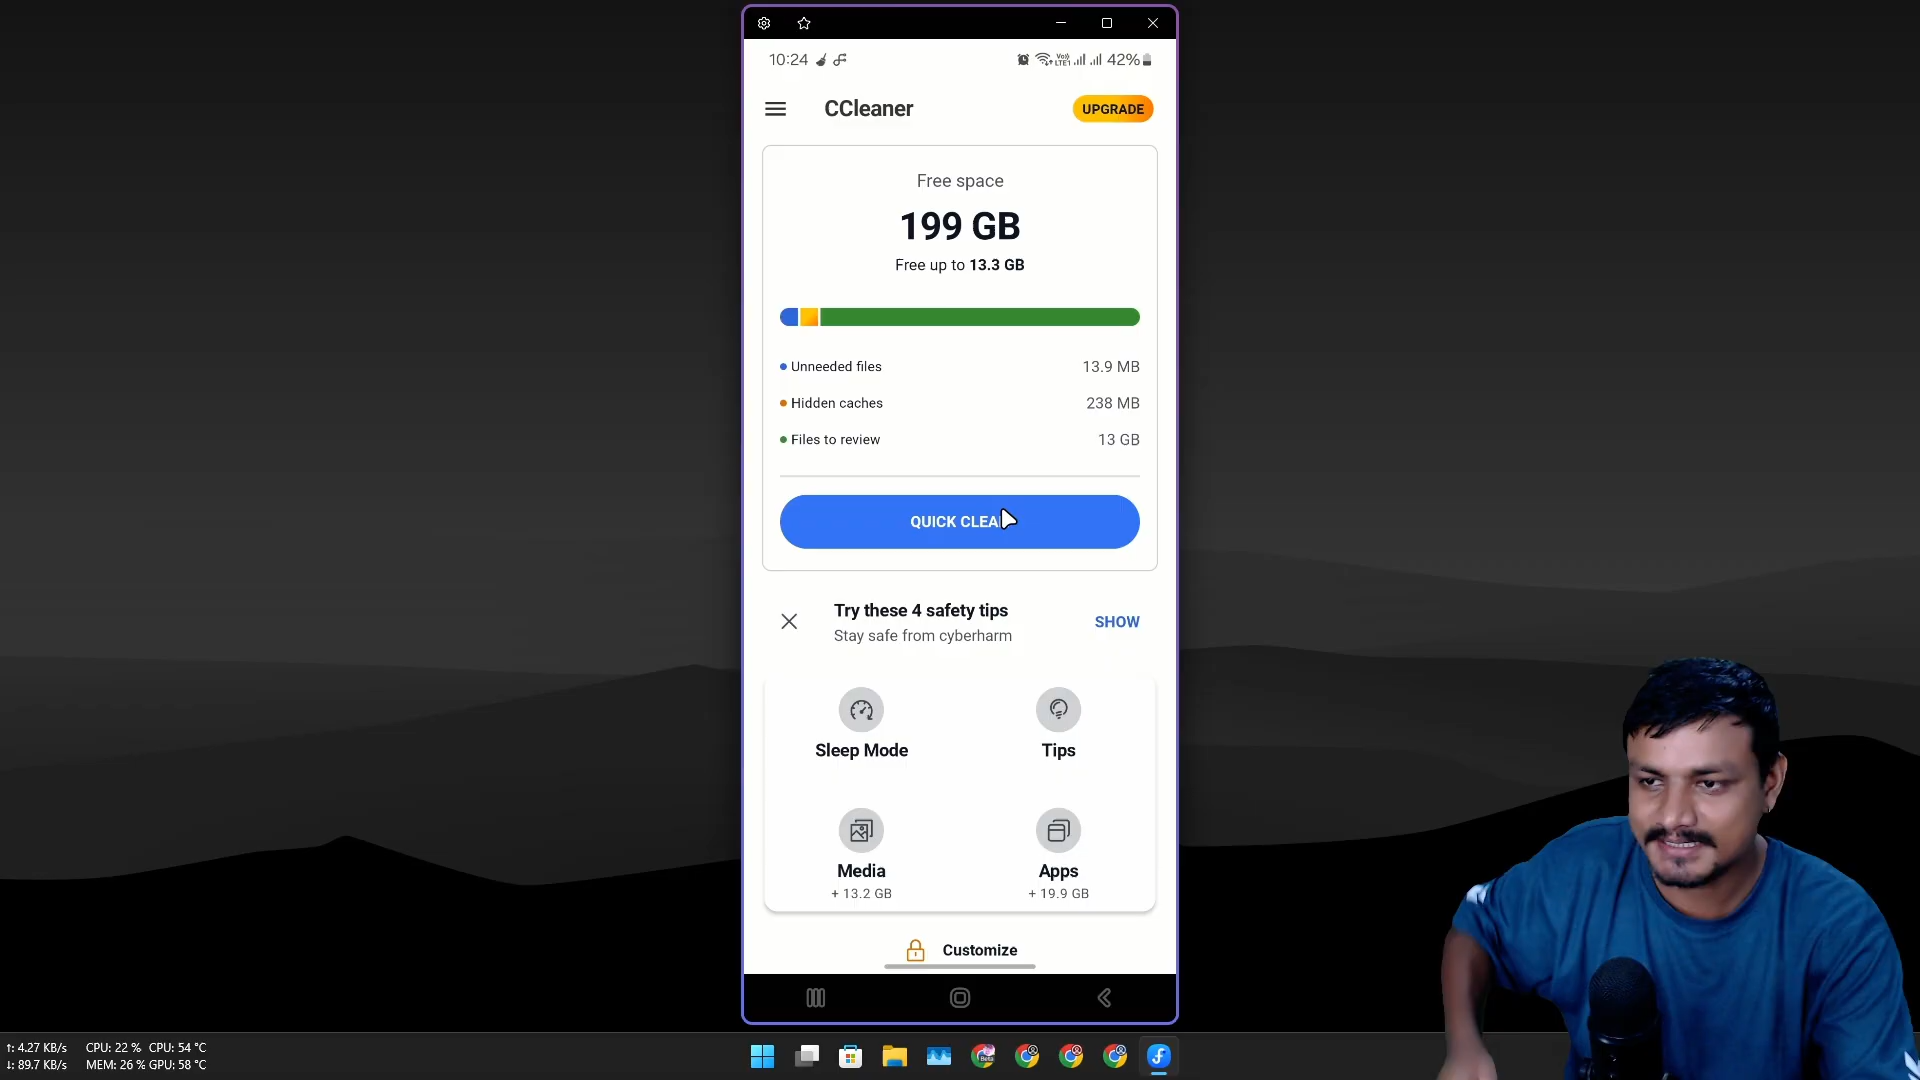 10:24
VoLTE1
42%
CCleaner
UPGRADE
Free space
199 GB
Free up to 13.3 GB
Unneeded files
13.9 MB
Hidden caches
238 MB
Files to review
13 GB
QUICK CLEA
Try these 4 safety tips
Stay safe from cyberharm
SHOW
Sleep Mode
Tips
Media
+ 13.2 GB
Apps
+ 19.9 GB
Customize
↑: 4.27 KB/s CPU: 22 % CPU: 54 °C
↓: 89.7 KB/s MEM: 26 % GPU: 58 °C
Beta